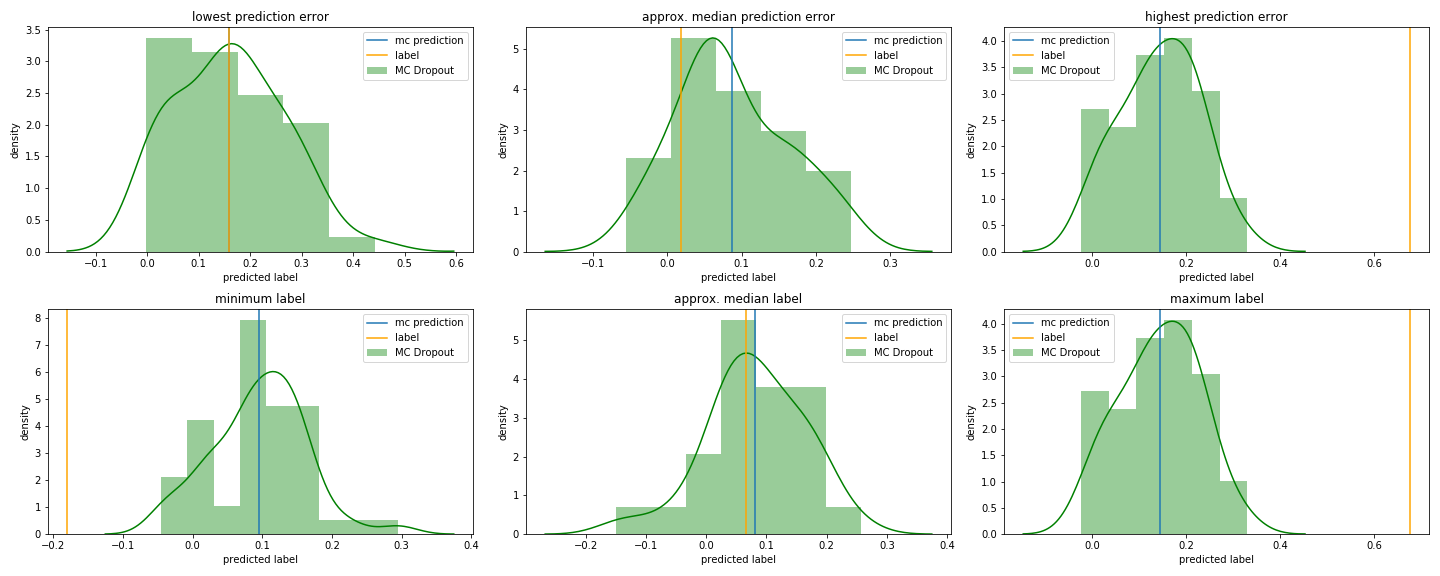 lowest prediction error
mc prediction
label
MC Dropout
density
3.5
3.0
2.5
2.0
1.5
1.0
0.5
0.0
−0.1 0.0 0.1 0.2 0.3 0.4 0.5 0.6
predicted label
approx. median prediction error
mc prediction
label
MC Dropout
density
5
4
3
2
1
0
−0.1 0.0 0.1 0.2 0.3
predicted label
highest prediction error
mc prediction
label
MC Dropout
density
4.0
3.5
3.0
2.5
2.0
1.5
1.0
0.5
0.0
0.0 0.2 0.4 0.6
predicted label
minimum label
mc prediction
label
MC Dropout
density
8
7
6
5
4
3
2
1
0
−0.2 −0.1 0.0 0.1 0.2 0.3 0.4
predicted label
approx. median label
mc prediction
label
MC Dropout
density
5
4
3
2
1
0
−0.2 −0.1 0.0 0.1 0.2 0.3 0.4
predicted label
maximum label
mc prediction
label
MC Dropout
density
4.0
3.5
3.0
2.5
2.0
1.5
1.0
0.5
0.0
0.0 0.2 0.4 0.6
predicted label